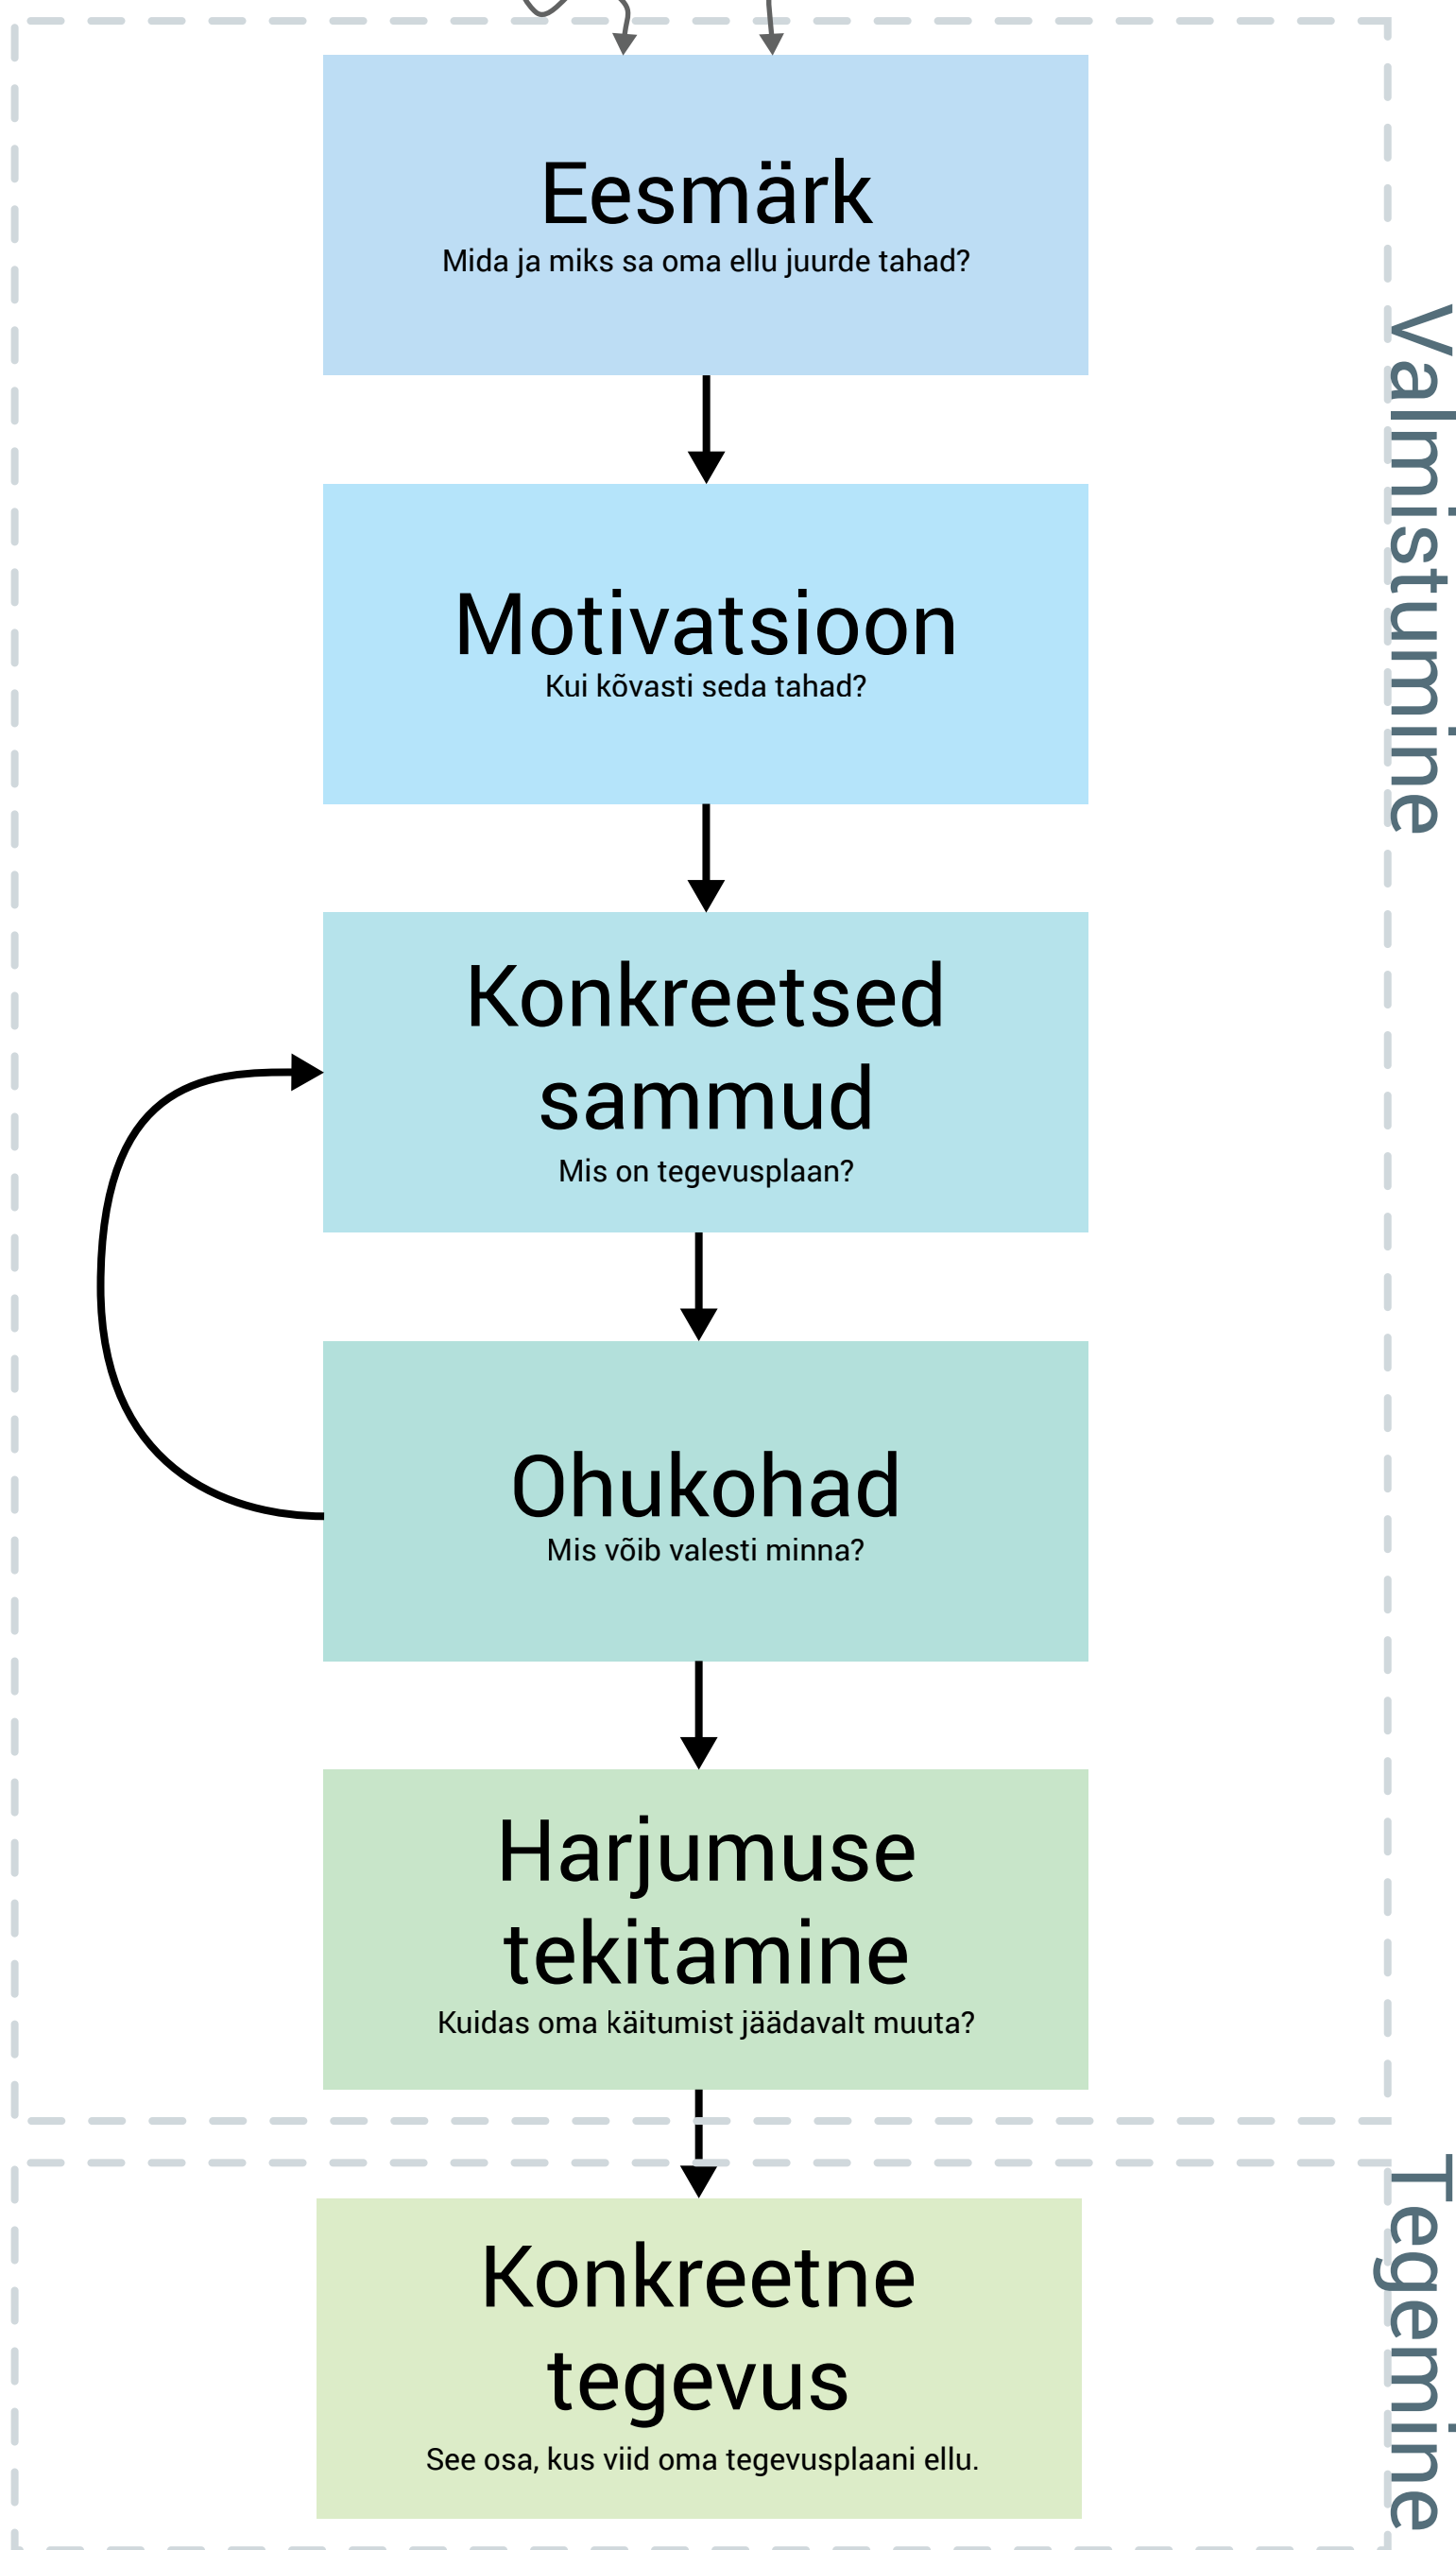 Eesmärk
Mida ja miks sa oma ellu juurde tahad?
Motivatsioon
Kui kõvasti seda tahad?
Valmistumine
Konkreetsed
sammud
Mis on tegevusplaan?
Ohukohad
Mis võib valesti minna?
Harjumuse
tekitamine
Kuidas oma käitumist jäädavalt muuta?
Konkreetne
tegevus
See osa, kus viid oma tegevusplaani ellu.
Tegemine